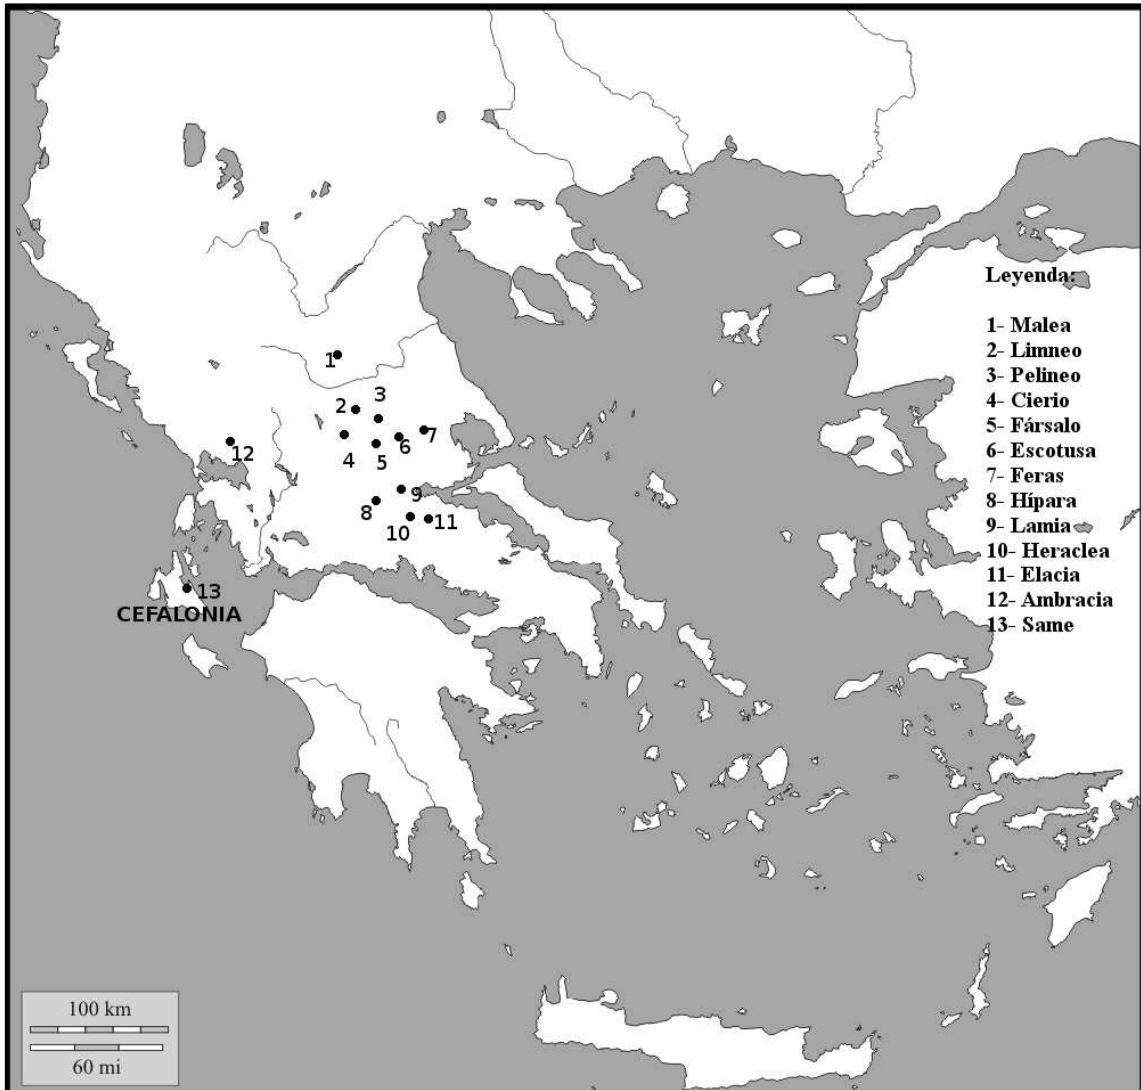 Leyenda:
1- Malea
2- Limneo
3- Pelineo
4- Cierio
5- Fársalo
6- Escotusa
7- Feras
8- Hípara
9- Lamia
10- Heraclea
11- Elacia
12- Ambracia
13- Same
1
2
3
4
5
6
7
12
8
9
10
11
13
CEFALONIA
100 km
60 mi